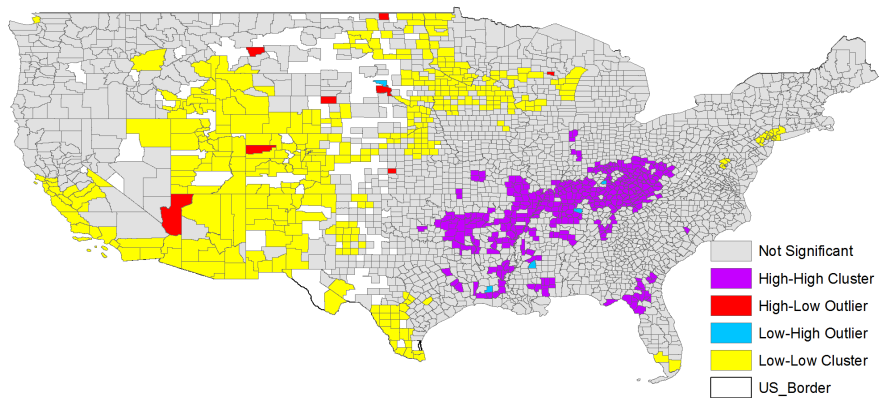 Not Significant
High-High Cluster
High-Low Outlier
Low-High Outlier
Low-Low Cluster
US_Border